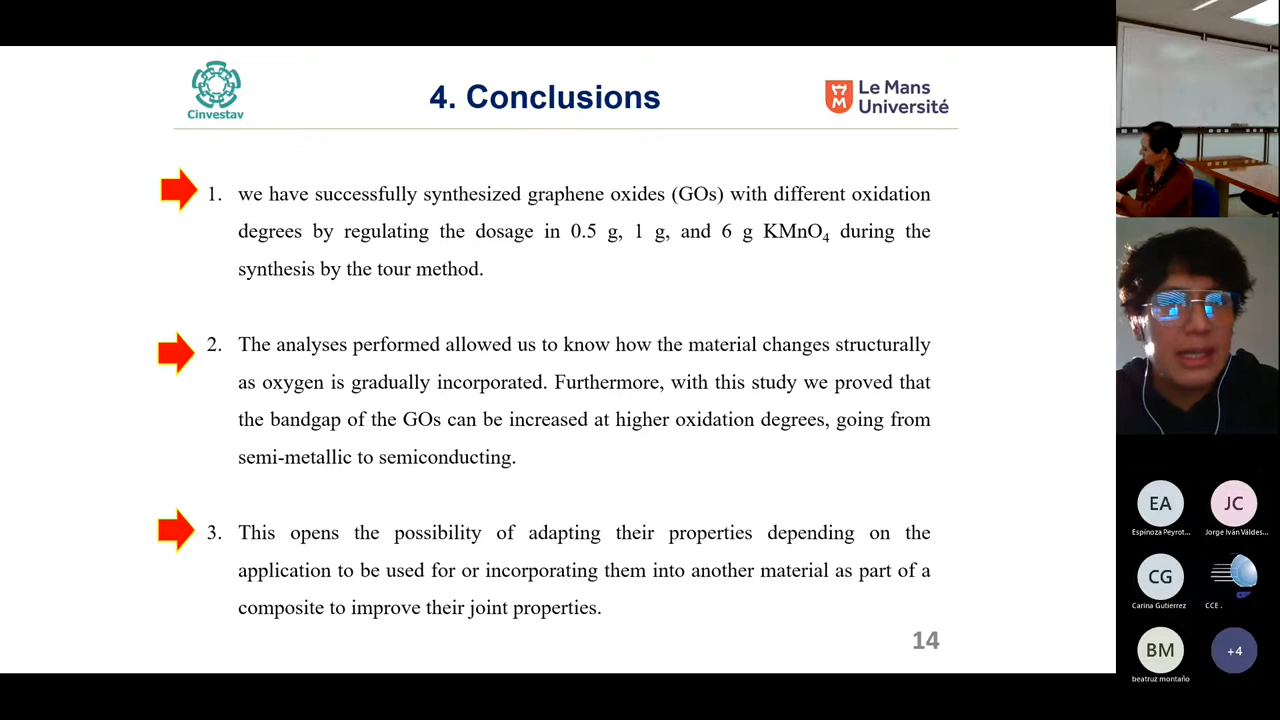 Cinvestav
4. Conclusions
Le Mans
Université
1. we have successfully synthesized graphene oxides (GOs) with different oxidation
degrees by regulating the dosage in 0.5 g, 1 g, and 6 g KMnO₄ during the
synthesis by the tour method.
2. The analyses performed allowed us to know how the material changes structurally
as oxygen is gradually incorporated. Furthermore, with this study we proved that
the bandgap of the GOs can be increased at higher oxidation degrees, going from
semi-metallic to semiconducting.
3. This opens the possibility of adapting their properties depending on the
application to be used for or incorporating them into another material as part of a
composite to improve their joint properties.
14
EA
Espinoza Peyrot...
JC
Jorge Iván Váldes...
CG
Carina Gutierrez
CCE .
BM
beatruz montaño
+4